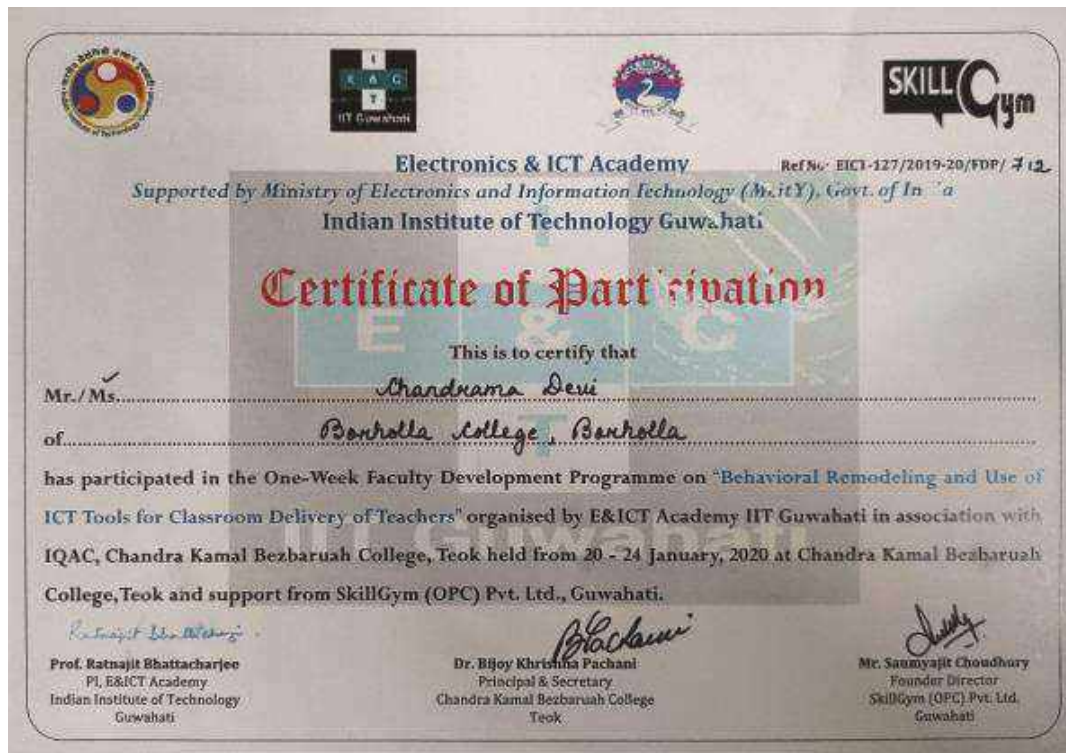 I
E & C
T
IIT Guwahati
SKILL Gym
Electronics & ICT Academy
Ref No: EICT-127/2019-20/FDP/ 712
Supported by Ministry of Electronics and Information Technology (MeitY), Govt. of In a
Indian Institute of Technology Guwahati
Certificate of Participation
This is to certify that
Mr./Ms. Chandrama Devi
of Borholla College, Borholla
has participated in the One-Week Faculty Development Programme on "Behavioral Remodeling and Use of
ICT Tools for Classroom Delivery of Teachers" organised by E&ICT Academy IIT Guwahati in association with
IQAC, Chandra Kamal Bezbaruah College, Teok held from 20 - 24 January, 2020 at Chandra Kamal Bezbaruah
College, Teok and support from SkillGym (OPC) Pvt. Ltd., Guwahati.
Ratnajit Bhattacharjee
Prof. Ratnajit Bhattacharjee
PI, E&ICT Academy
Indian Institute of Technology
Guwahati
Dr. Bijoy Khrishna Pachani
Principal & Secretary
Chandra Kamal Bezbaruah College
Teok
Mr. Saumyajit Choudhury
Founder Director
SkillGym (OPC) Pvt. Ltd.
Guwahati
I
E & C
T
IIT Guwahati